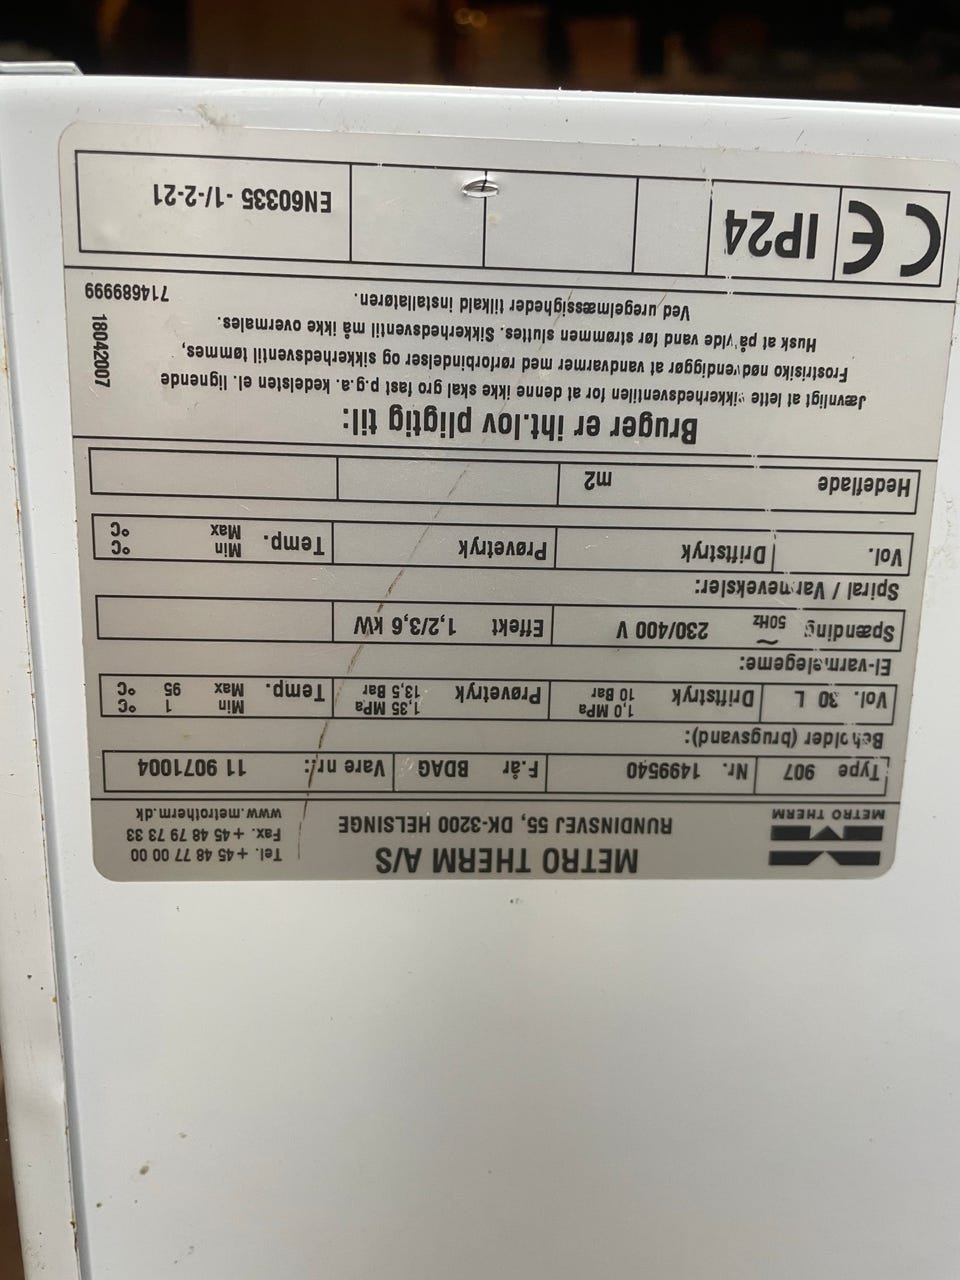 METRO THERM
METRO THERM A/S
RUNDINSVEJ 55, DK-3200 HELSINGE
Tel. +45 48 77 00 00
Fax. +45 48 79 73 33
www.metrotherm.dk
Type 907 Nr. 1499540 F.år BDAG Vare nr.: 11 9071004
Beholder (brugsvand):
Vol. 30 L Driftstryk 1,0 MPa 10 Bar Prøvetryk 1,35 MPa 13,5 Bar Temp. Min 1 °C Max 95 °C
El-varmelegeme:
Spænding 50Hz ~ 230/400 V Effekt 1,2/3,6 kW
Spiral / Varmeveksler:
Vol. Driftstryk Prøvetryk Temp. Min °C Max °C
Hedeflade m2
Bruger er iht.lov pligtig til:
Jævnligt at lette sikkerhedsventilen for at denne ikke skal gro fast p.g.a. kedelsten el. lignende
Frostrisiko nødvendiggør at vandvarmer med rørforbindelser og sikkerhedsventil tømmes,
Husk at påfylde vand før strømmen sluttes. Sikkerhedsventil må ikke overmales.
Ved uregelmæssigheder tilkald installatøren.
18042007
714689999
CE IP24 EN60335 -1/-2-21